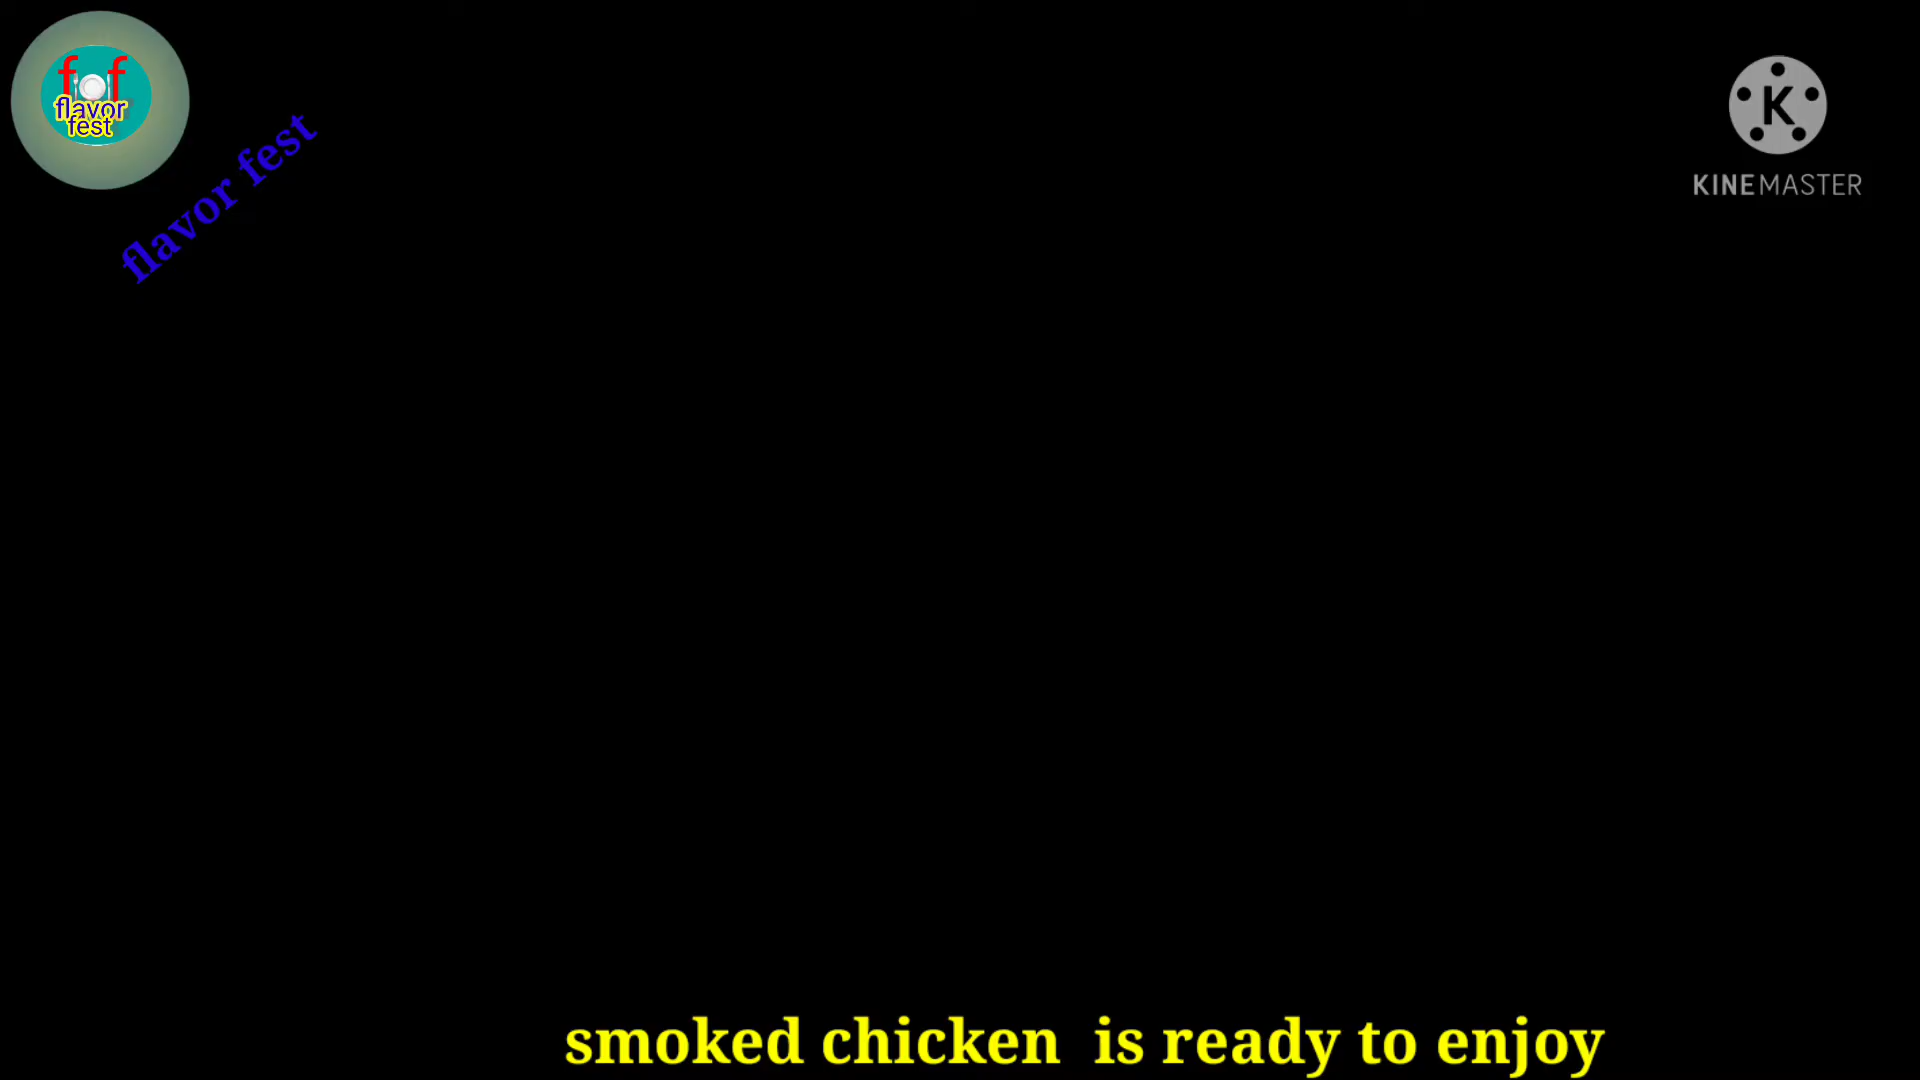 f f
flavor
fest
flavor fest
K
KINEMASTER
smoked chicken  is ready to enjoy